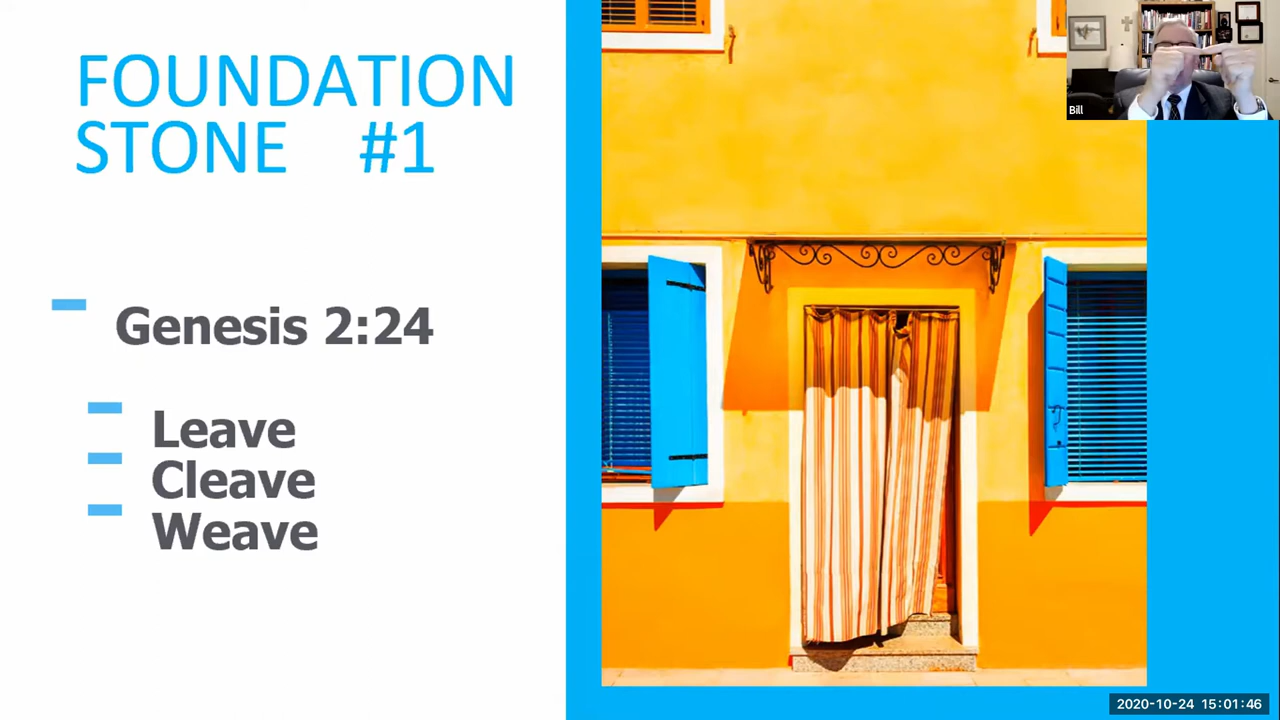 FOUNDATION
STONE #1
Genesis 2:24
Leave
Cleave
Weave
Bill
2020-10-24 15:01:46